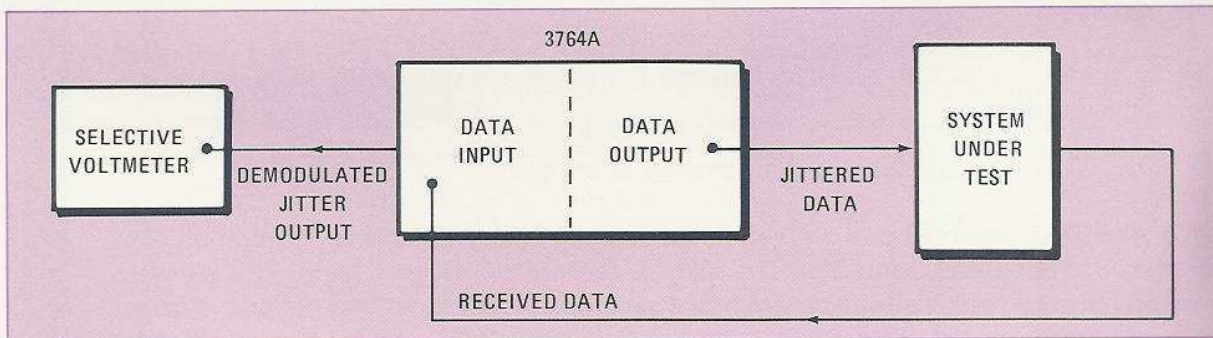 3764A
SELECTIVE
VOLTMETER
DEMODULATED
JITTER
OUTPUT
DATA
INPUT
DATA
OUTPUT
JITTERED
DATA
SYSTEM
UNDER
TEST
RECEIVED DATA